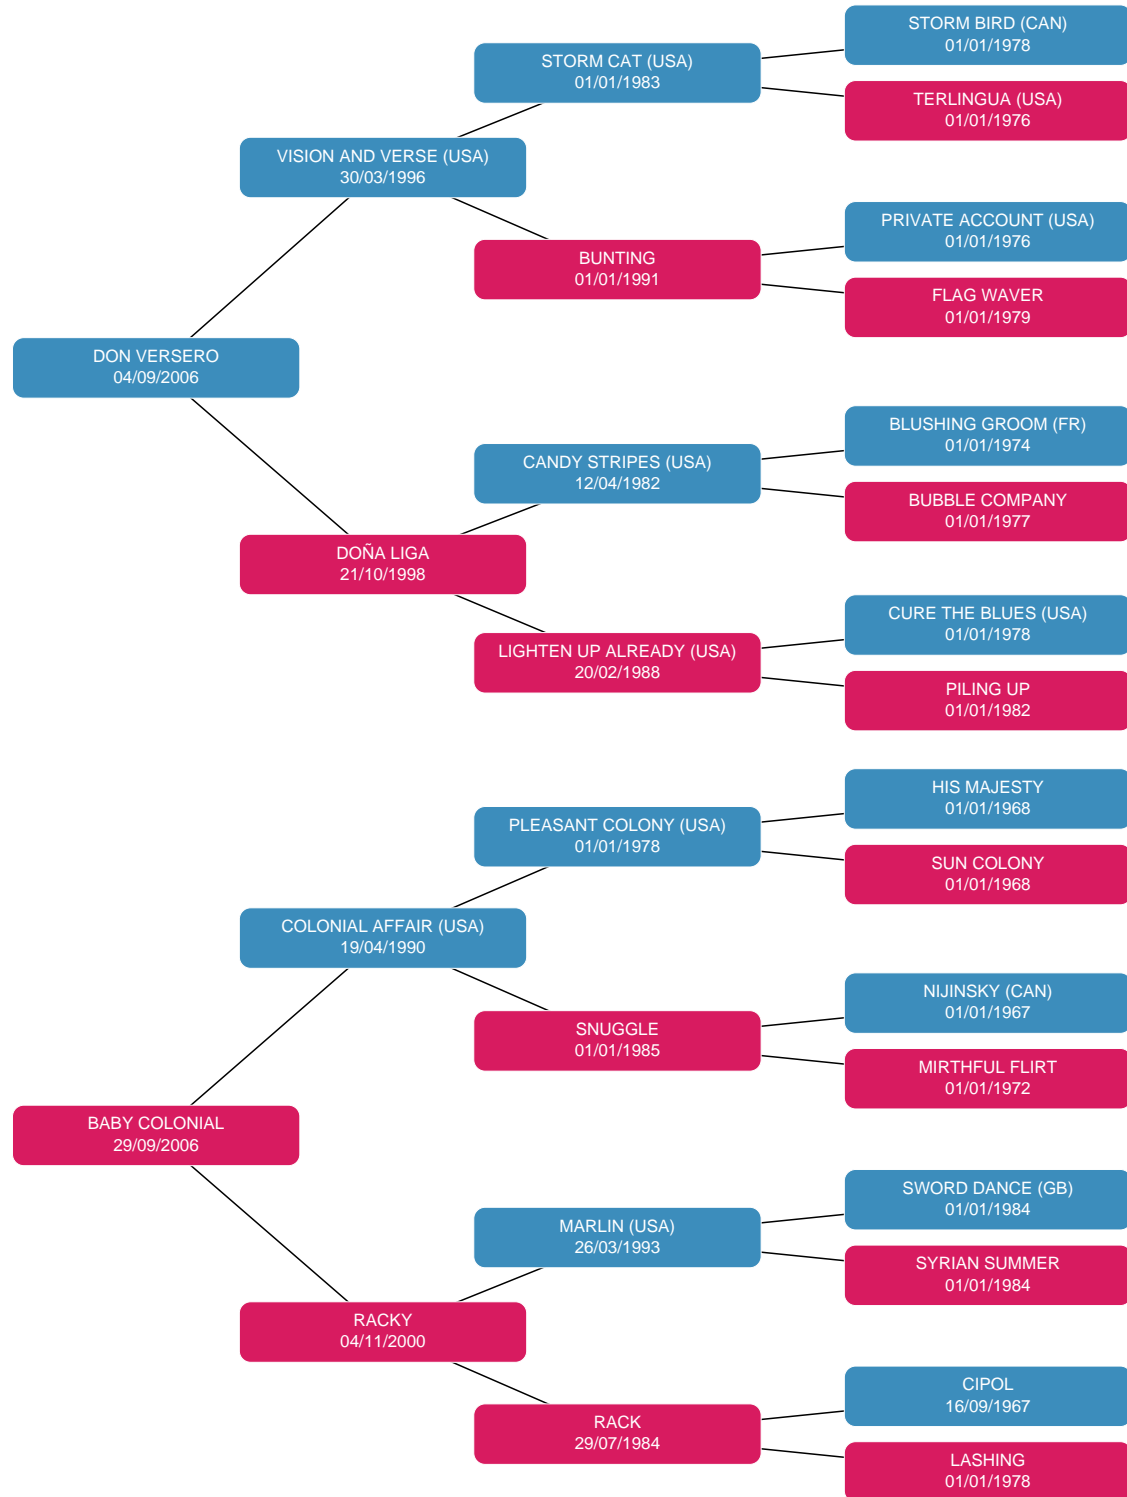 STORM BIRD (CAN)
01/01/1978
STORM CAT (USA)
01/01/1983
TERLINGUA (USA)
01/01/1976
VISION AND VERSE (USA)
30/03/1996
PRIVATE ACCOUNT (USA)
01/01/1976
BUNTING
01/01/1991
FLAG WAVER
01/01/1979
DON VERSERO
04/09/2006
BLUSHING GROOM (FR)
01/01/1974
CANDY STRIPES (USA)
12/04/1982
BUBBLE COMPANY
01/01/1977
DOÑA LIGA
21/10/1998
CURE THE BLUES (USA)
01/01/1978
LIGHTEN UP ALREADY (USA)
20/02/1988
PILING UP
01/01/1982
HIS MAJESTY
01/01/1968
PLEASANT COLONY (USA)
01/01/1978
SUN COLONY
01/01/1968
COLONIAL AFFAIR (USA)
19/04/1990
NIJINSKY (CAN)
01/01/1967
SNUGGLE
01/01/1985
MIRTHFUL FLIRT
01/01/1972
BABY COLONIAL
29/09/2006
SWORD DANCE (GB)
01/01/1984
MARLIN (USA)
26/03/1993
SYRIAN SUMMER
01/01/1984
RACKY
04/11/2000
CIPOL
16/09/1967
RACK
29/07/1984
LASHING
01/01/1978